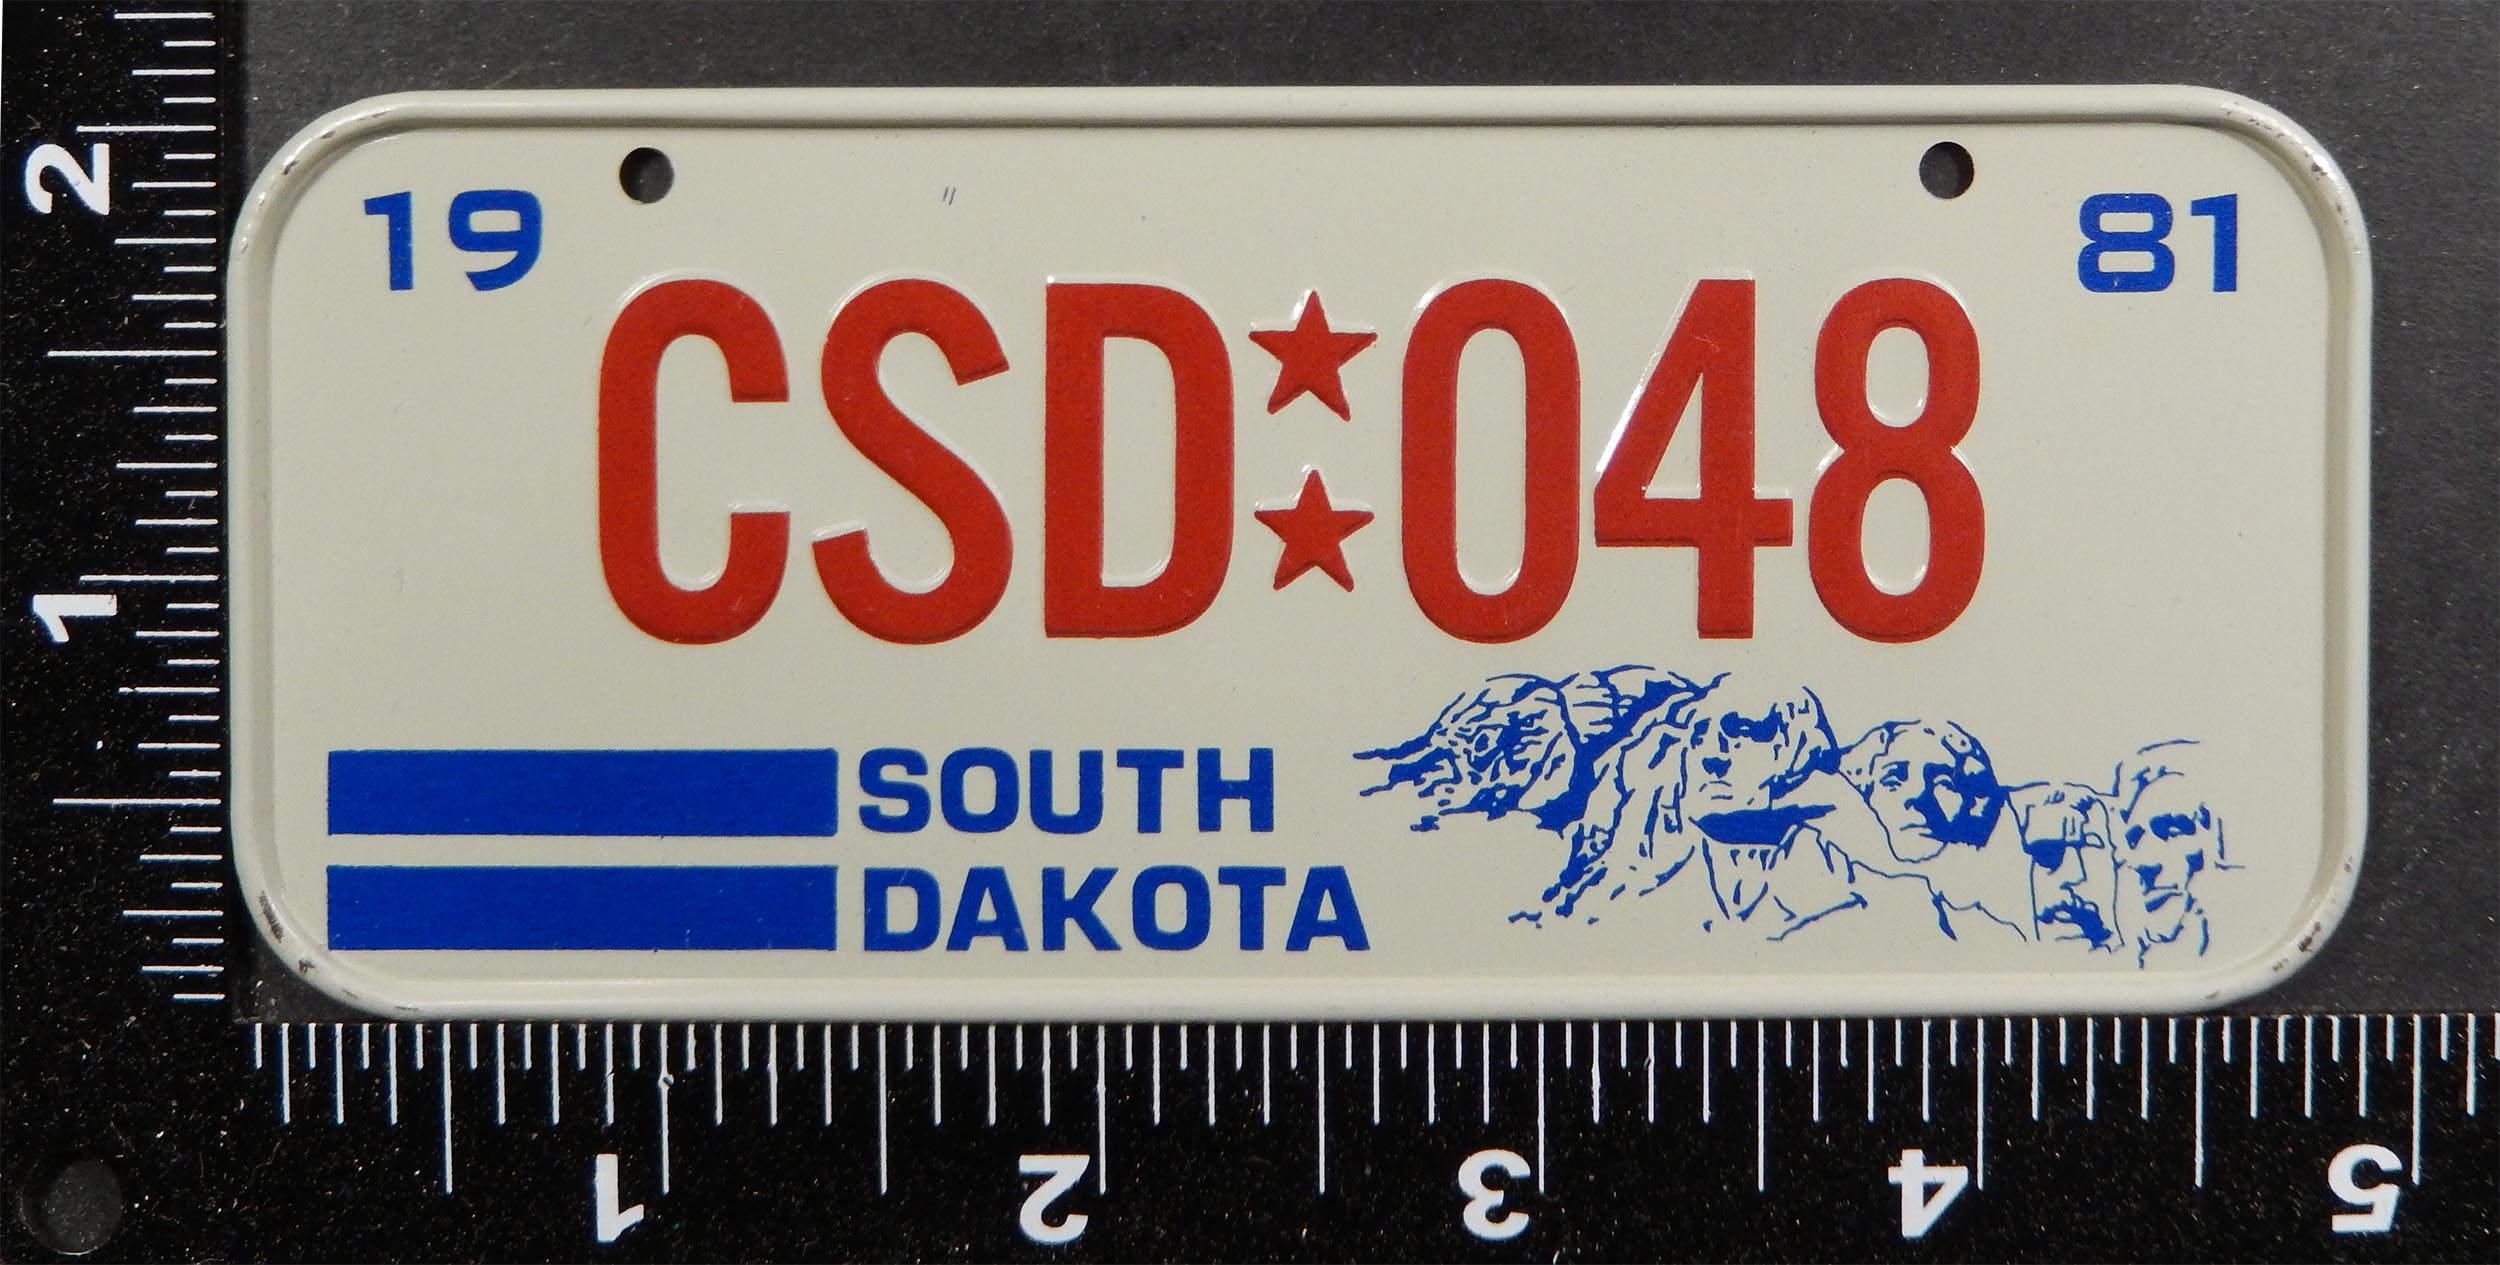 19 81
CSD★★048
SOUTH
DAKOTA
2
1
1 2 3 4 5